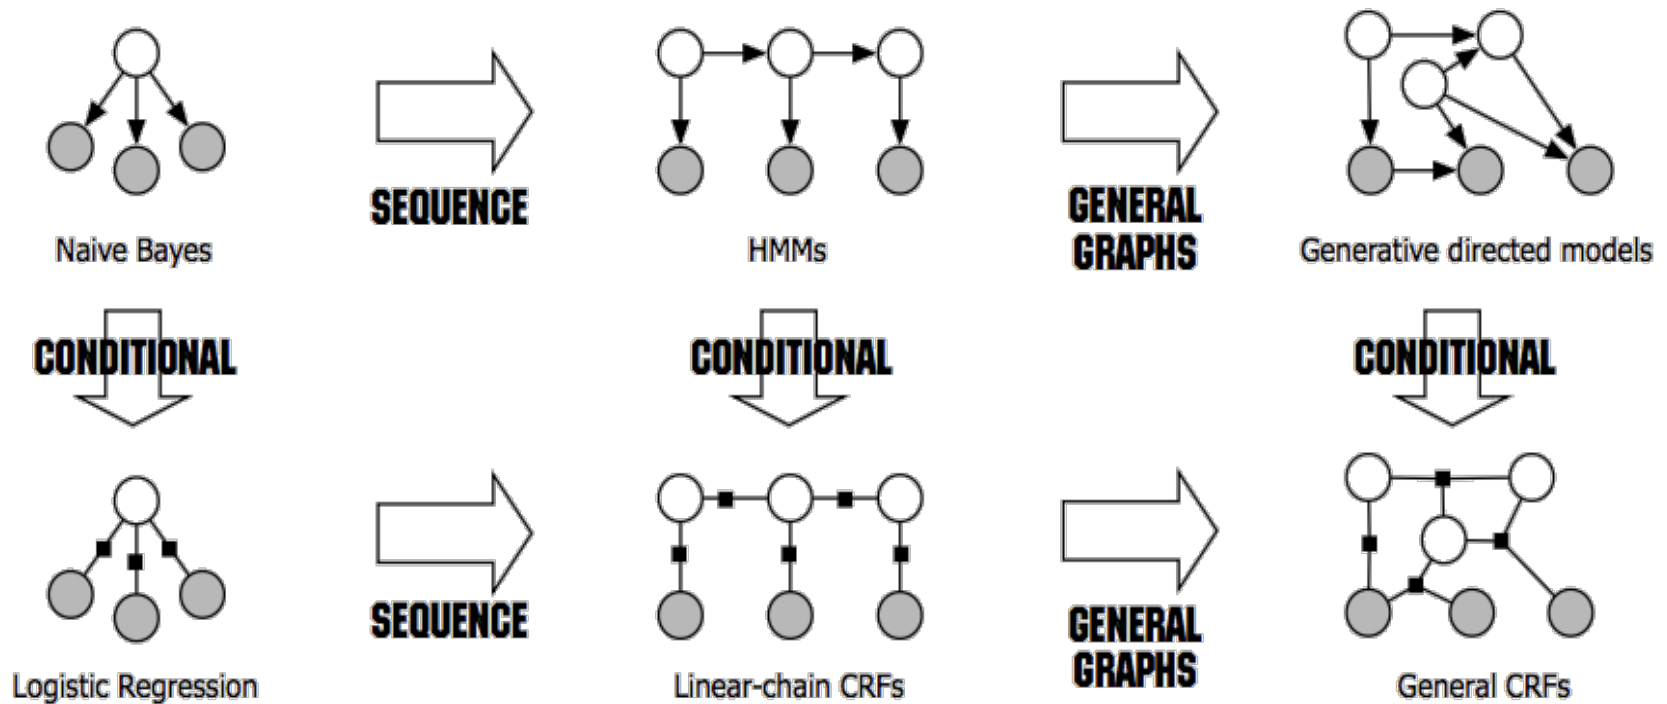 SEQUENCE
GENERAL
GRAPHS
Naive Bayes
HMMs
Generative directed models
CONDITIONAL
CONDITIONAL
CONDITIONAL
SEQUENCE
GENERAL
GRAPHS
Logistic Regression
Linear-chain CRFs
General CRFs